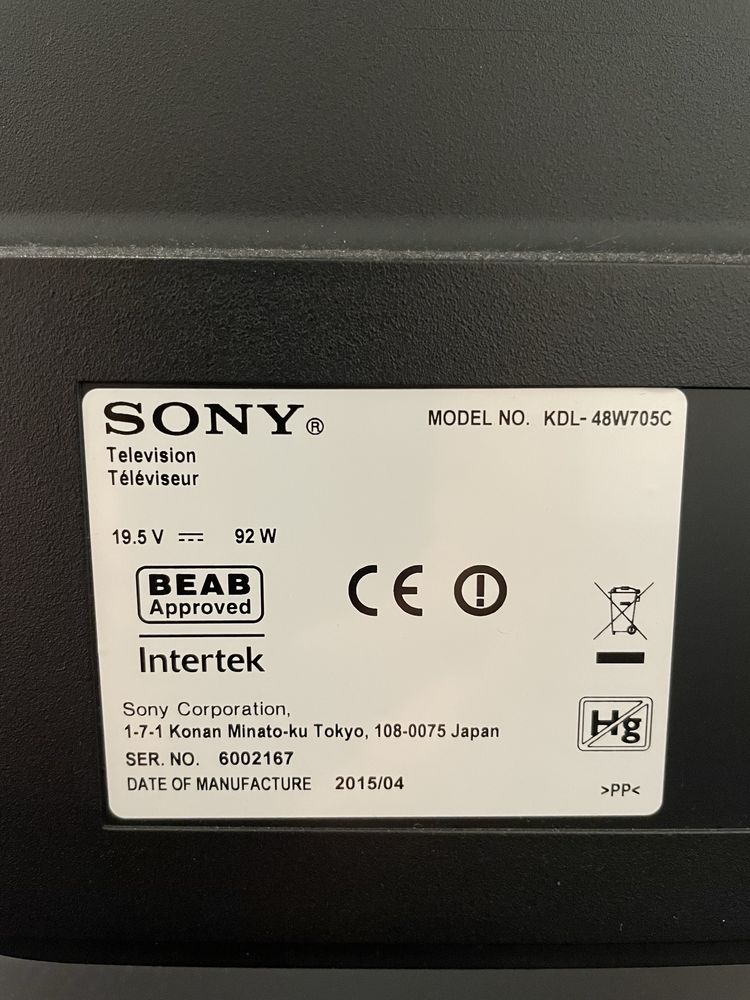 SONY®
MODEL NO. KDL-48W705C
Television
Téléviseur
19.5 V ⎓ 92 W
BEAB
Approved
Intertek
CE
Hg
Sony Corporation,
1-7-1 Konan Minato-ku Tokyo, 108-0075 Japan
SER. NO. 6002167
DATE OF MANUFACTURE 2015/04
>PP<